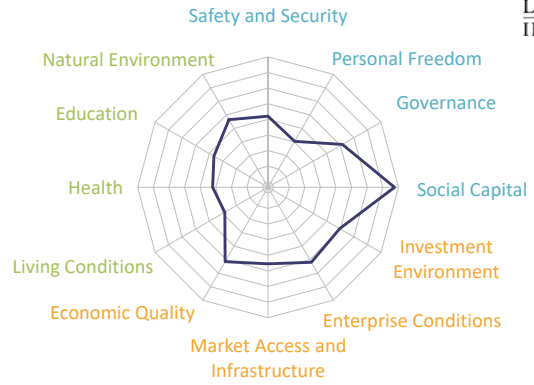 Safety and Security
Natural Environment
Personal Freedom
Education
Governance
Health
Social Capital
Investment
Environment
Living Conditions
Economic Quality
Enterprise Conditions
Market Access and
Infrastructure